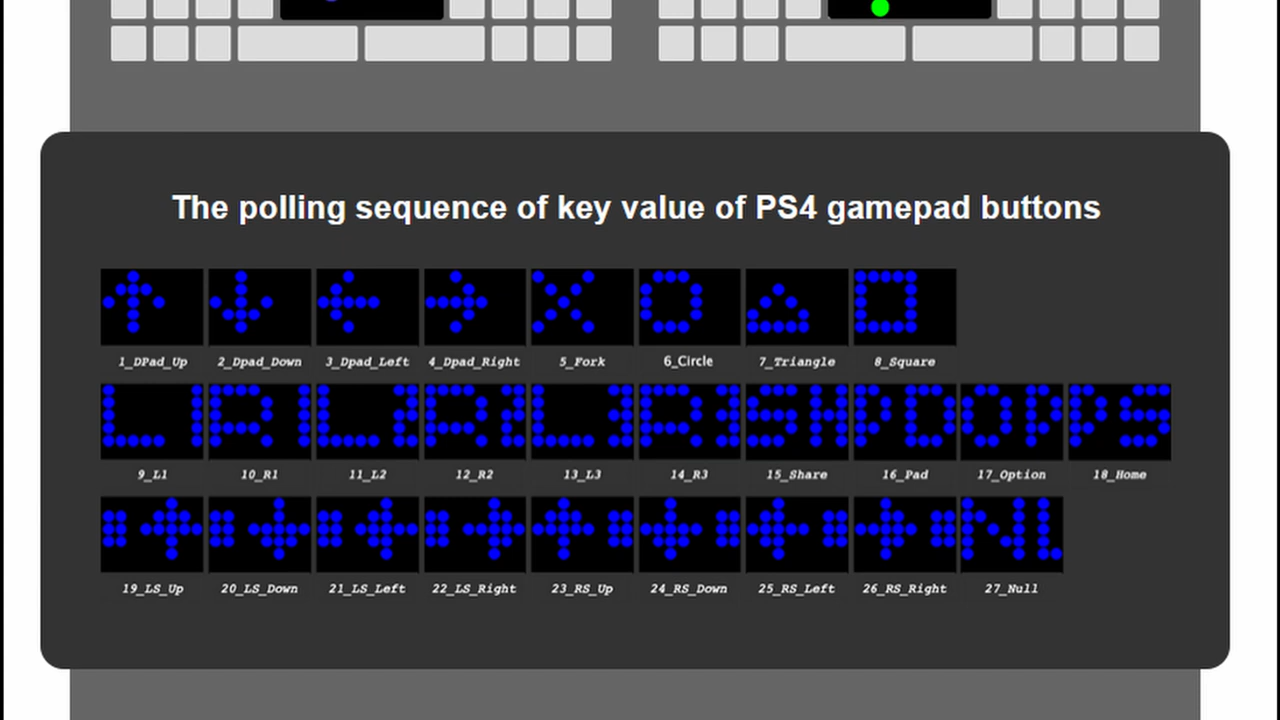 The polling sequence of key value of PS4 gamepad buttons
1_DPad_Up 2_Dpad_Down 3_Dpad_Left 4_Dpad_Right 5_Fork 6_Circle 7_Triangle 8_Square
9_L1 10_R1 11_L2 12_R2 13_L3 14_R3 15_Share 16_Pad 17_Option 18_Home
19_LS_Up 20_LS_Down 21_LS_Left 22_LS_Right 23_RS_Up 24_RS_Down 25_RS_Left 26_RS_Right 27_Null